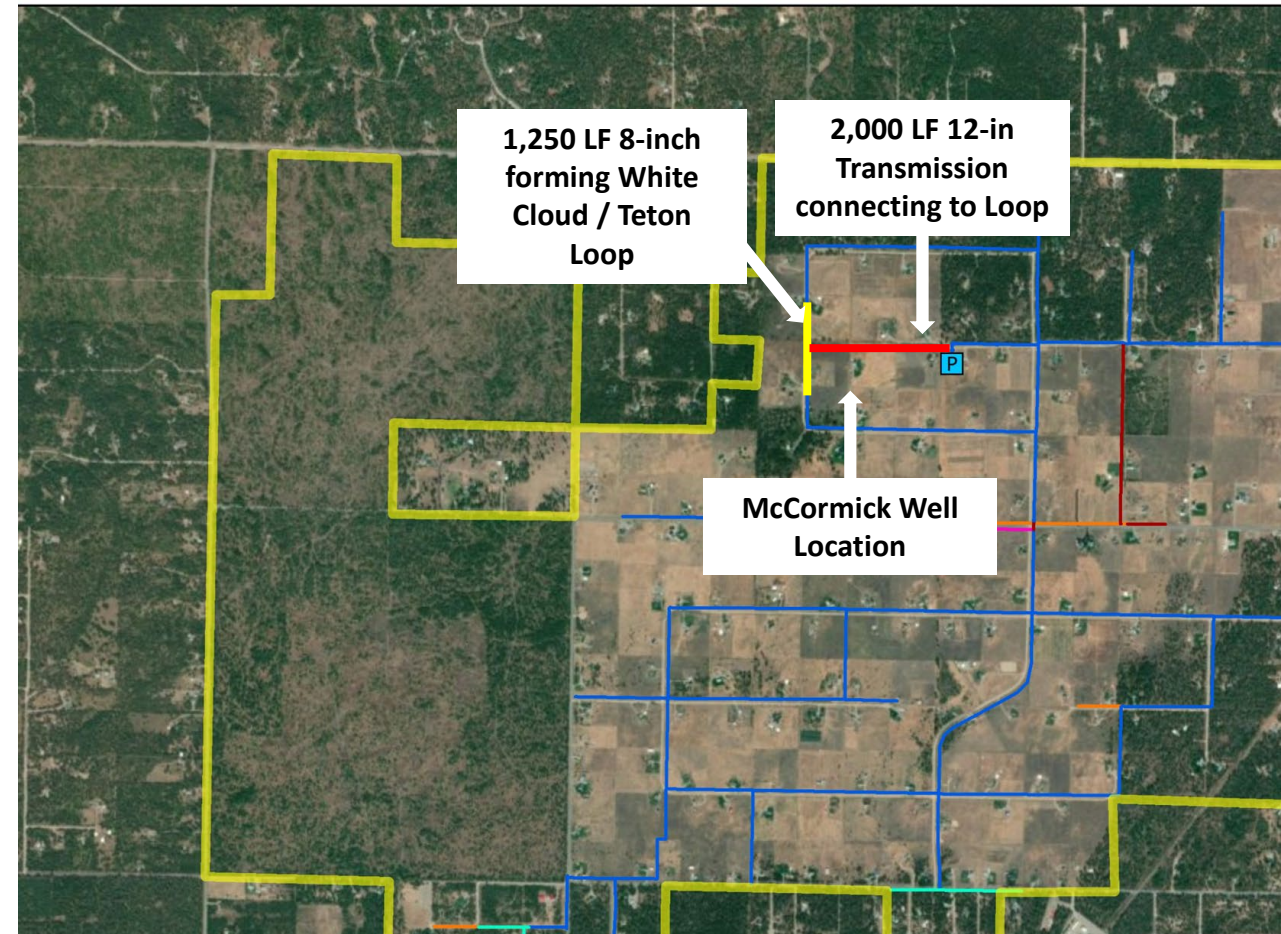 1,250 LF 8-inch
forming White
Cloud / Teton
Loop
2,000 LF 12-in
Transmission
connecting to Loop
P
McCormick Well
Location